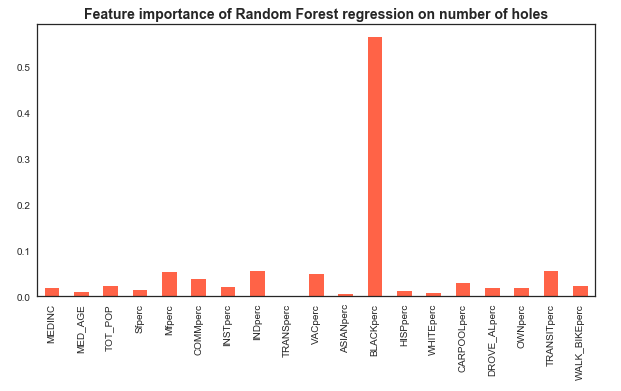 Feature importance of Random Forest regression on number of holes
0.5
0.4
0.3
0.2
0.1
0.0
MEDINC
MED_AGE
TOT_POP
Sfperc
Mfperc
COMMperc
INSTperc
INDperc
TRANSperc
VACperc
ASIANperc
BLACKperc
HISPperc
WHITEperc
CARPOOLperc
DROVE_ALperc
OWNperc
TRANSITperc
WALK_BIKEperc